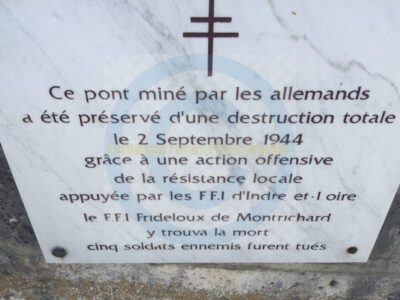 Ce pont miné par les allemands
a été préservé d'une destruction totale
le 2 Septembre 1944
grâce à une action offensive
de la résistance locale
appuyée par les F.F.I d'Indre-et-Loire
le F.F.I. Frideloux de Montrichard
y trouva la mort
cinq soldats ennemis furent tués